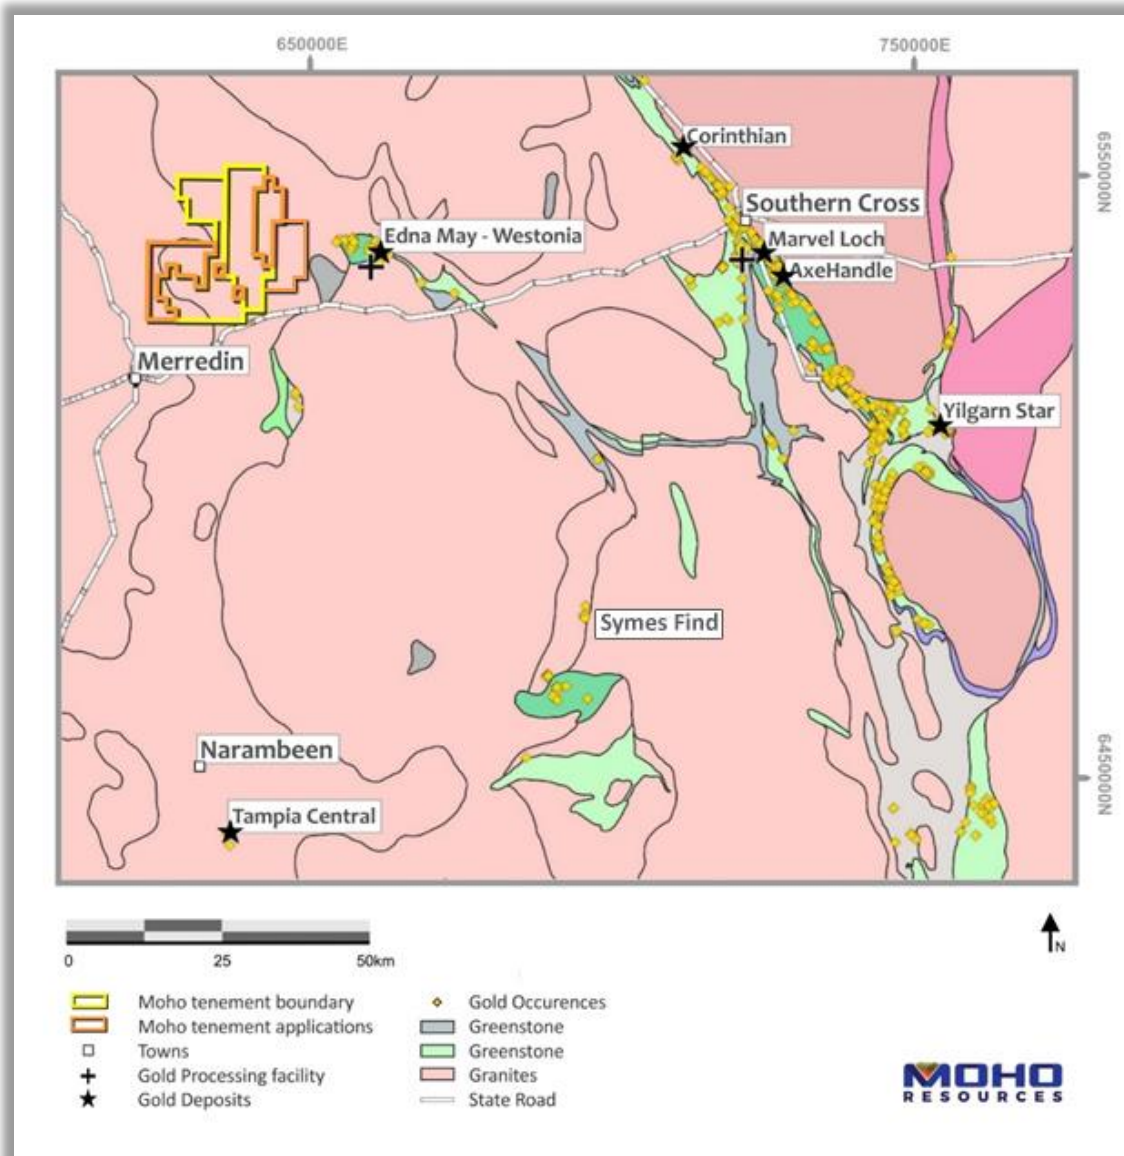 650000E
750000E
6550000N
6450000N
Corinthian
Southern Cross
Marvel Loch
AxeHandle
Edna May - Westonia
Merredin
Yilgarn Star
Symes Find
Narambeen
Tampia Central
0 25 50km
N
Moho tenement boundary
Moho tenement applications
Towns
Gold Processing facility
Gold Deposits
Gold Occurences
Greenstone
Greenstone
Granites
State Road
MOHO
RESOURCES